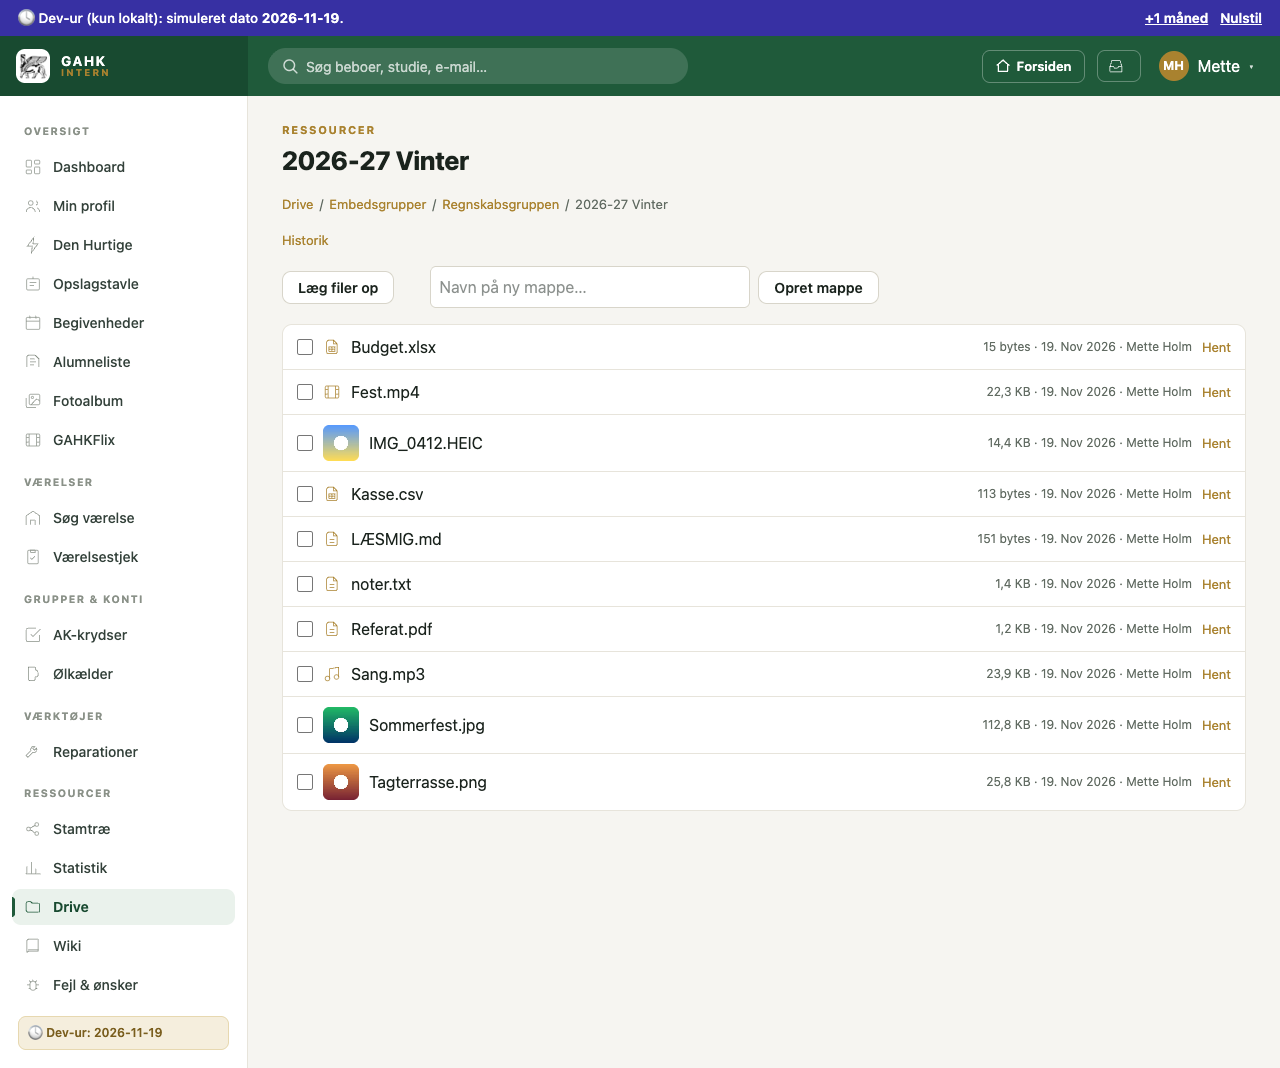 Dev-ur (kun lokalt): simuleret dato 2026-11-19.
+1 måned Nulstil
GAHK
INTERN
Søg beboer, studie, e-mail...
Forsiden
MH Mette
OVERSIGT
Dashboard
Min profil
Den Hurtige
Opslagstavle
Begivenheder
Alumneliste
Fotoalbum
GAHKFlix
VÆRELSER
Søg værelse
Værelsestjek
GRUPPER & KONTI
AK-krydser
Ølkælder
VÆRKTØJER
Reparationer
RESSOURCER
Stamtræ
Statistik
Drive
Wiki
Fejl & ønsker
Dev-ur: 2026-11-19
RESSOURCER
2026-27 Vinter
Drive / Embedsgrupper / Regnskabsgruppen / 2026-27 Vinter
Historik
Læg filer op
Navn på ny mappe...
Opret mappe
Budget.xlsx 15 bytes · 19. Nov 2026 · Mette Holm Hent
Fest.mp4 22,3 KB · 19. Nov 2026 · Mette Holm Hent
IMG_0412.HEIC 14,4 KB · 19. Nov 2026 · Mette Holm Hent
Kasse.csv 113 bytes · 19. Nov 2026 · Mette Holm Hent
LÆSMIG.md 151 bytes · 19. Nov 2026 · Mette Holm Hent
noter.txt 1,4 KB · 19. Nov 2026 · Mette Holm Hent
Referat.pdf 1,2 KB · 19. Nov 2026 · Mette Holm Hent
Sang.mp3 23,9 KB · 19. Nov 2026 · Mette Holm Hent
Sommerfest.jpg 112,8 KB · 19. Nov 2026 · Mette Holm Hent
Tagterrasse.png 25,8 KB · 19. Nov 2026 · Mette Holm Hent